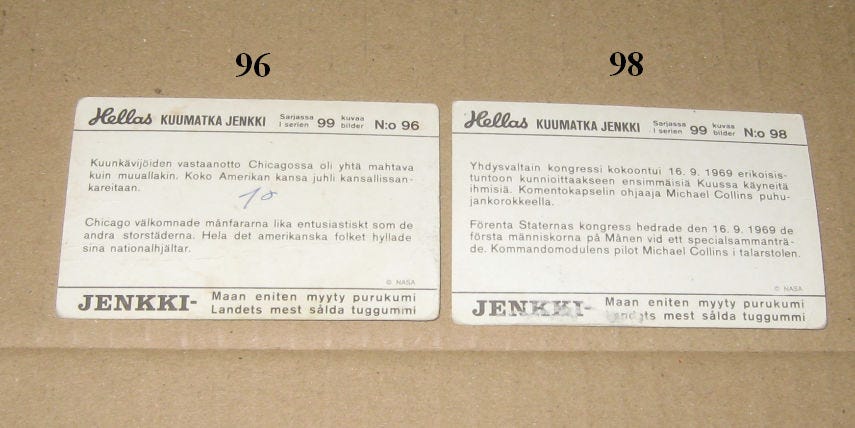 96
98
Hellas KUUMATKA JENKKI Sarjassa I serien 99 kuvaa bilder N:o 96
Kuunkävijöiden vastaanotto Chicagossa oli yhtä mahtava
kuin muuallakin. Koko Amerikan kansa juhli kansallissan-
kareitaan.
Chicago välkomnade månfararna lika entusiastiskt som de
andra storstäderna. Hela det amerikanska folket hyllade
sina nationalhjältar.
© NASA
JENKKI- Maan eniten myyty purukumi
Landets mest sålda tuggummi
Hellas KUUMATKA JENKKI Sarjassa I serien 99 kuvaa bilder N:o 98
Yhdysvaltain kongressi kokoontui 16. 9. 1969 erikoisis-
tuntoon kunnioittaakseen ensimmäisiä Kuussa käyneitä
ihmisiä. Komentokapselin ohjaaja Michael Collins puhu-
jankorokkeella.
Förenta Staternas kongress hedrade den 16. 9. 1969 de
första människorna på Månen vid ett specialsammanträ-
de. Kommandomodulens pilot Michael Collins i talarstolen.
© NASA
JENKKI- Maan eniten myyty purukumi
Landets mest sålda tuggummi